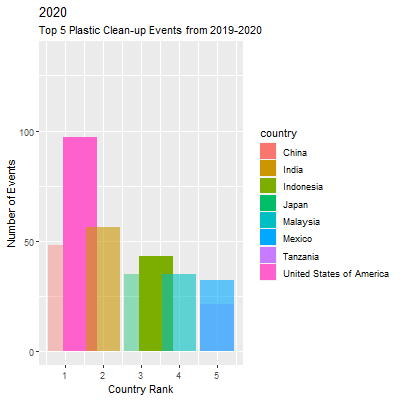 2020
Top 5 Plastic Clean-up Events from 2019-2020
Number of Events
100
50
0
1 2 3 4 5
Country Rank
country
China
India
Indonesia
Japan
Malaysia
Mexico
Tanzania
United States of America